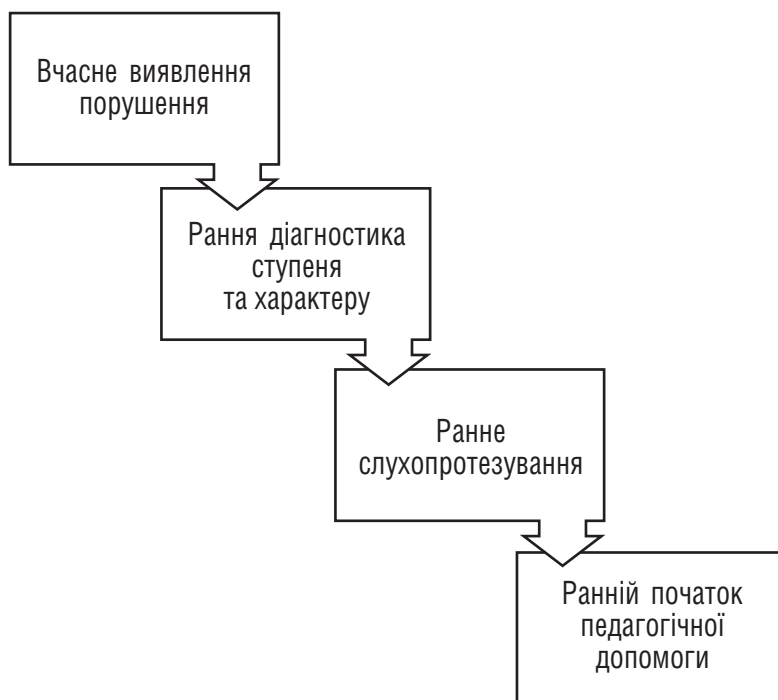 Вчасне виявлення
порушення
Рання діагностика
ступеня
та характеру
Ранне
слухопротезування
Ранній початок
педагогічної
допомоги